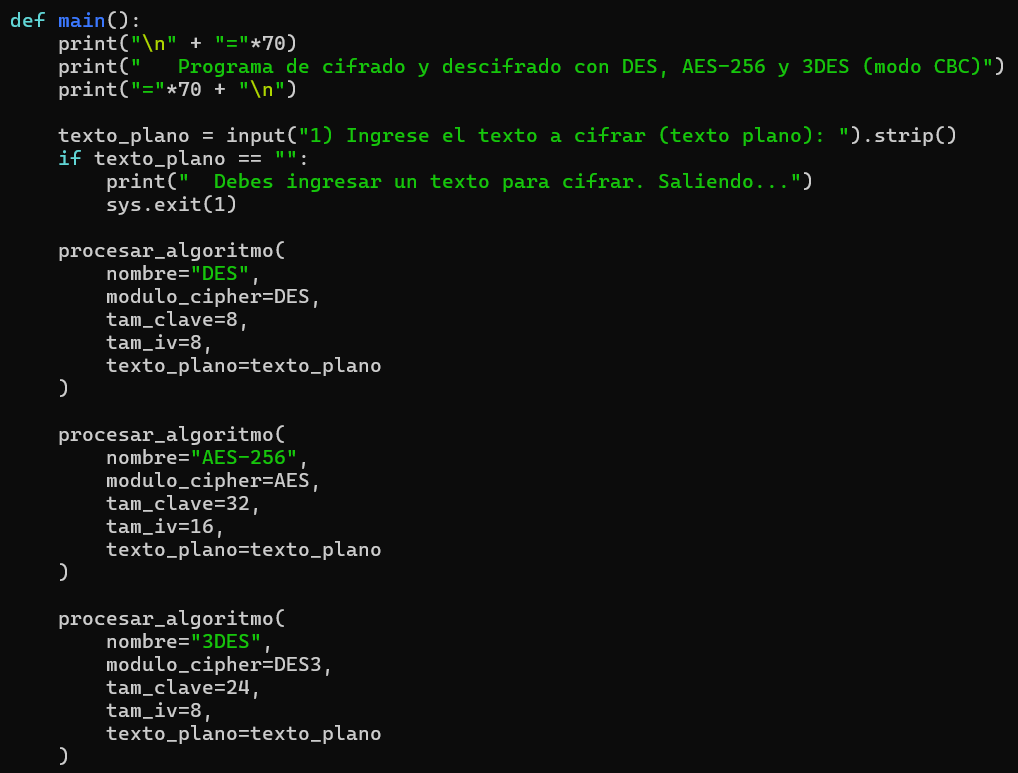 def main():
    print("\n" + "="*70)
    print("   Programa de cifrado y descifrado con DES, AES-256 y 3DES (modo CBC)")
    print("="*70 + "\n")

    texto_plano = input("1) Ingrese el texto a cifrar (texto plano): ").strip()
    if texto_plano == "":
        print("  Debes ingresar un texto para cifrar. Saliendo...")
        sys.exit(1)

    procesar_algoritmo(
        nombre="DES",
        modulo_cipher=DES,
        tam_clave=8,
        tam_iv=8,
        texto_plano=texto_plano
    )

    procesar_algoritmo(
        nombre="AES-256",
        modulo_cipher=AES,
        tam_clave=32,
        tam_iv=16,
        texto_plano=texto_plano
    )

    procesar_algoritmo(
        nombre="3DES",
        modulo_cipher=DES3,
        tam_clave=24,
        tam_iv=8,
        texto_plano=texto_plano
    )